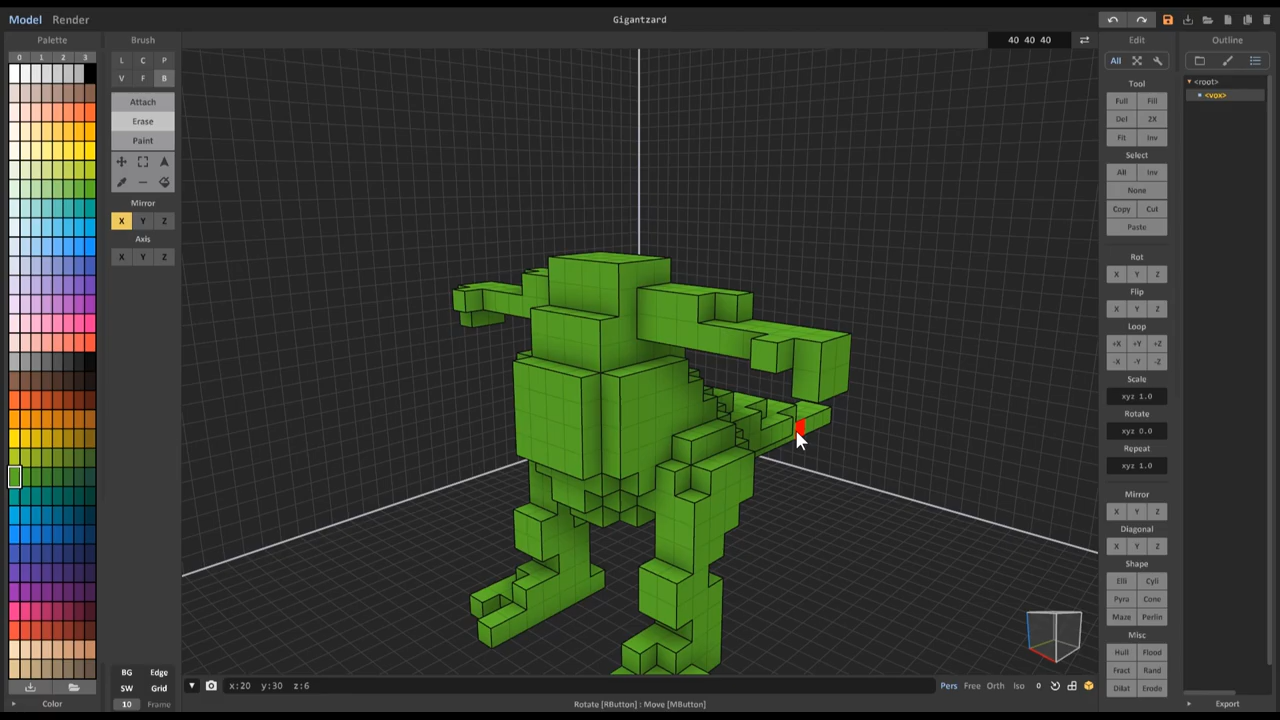 Model Render Gigantzard
Palette Brush 40 40 40 Edit Outline
0 1 2 3 L C P All <root>
V F B <vox>
Attach Tool
Erase Full Fill
Paint Del 2X
Fit Inv
Select
All Inv
None
Mirror Copy Cut
X Y Z Paste
Axis
X Y Z Rot
X Y Z
Flip
X Y Z
Loop
+X +Y +Z
-X -Y -Z
Scale
xyz 1.0
Rotate
xyz 0.0
Repeat
xyz 1.0
Mirror
X Y Z
Diagonal
X Y Z
Shape
Elli Cyli
Pyra Cone
Maze Perlin
Misc
Hull Flood
Fract Rand
Dilat Erode
BG Edge
SW Grid x:20 y:30 z:6 Pers Free Orth Iso 0
Color 10 Frame Rotate [RButton] : Move [MButton] Export